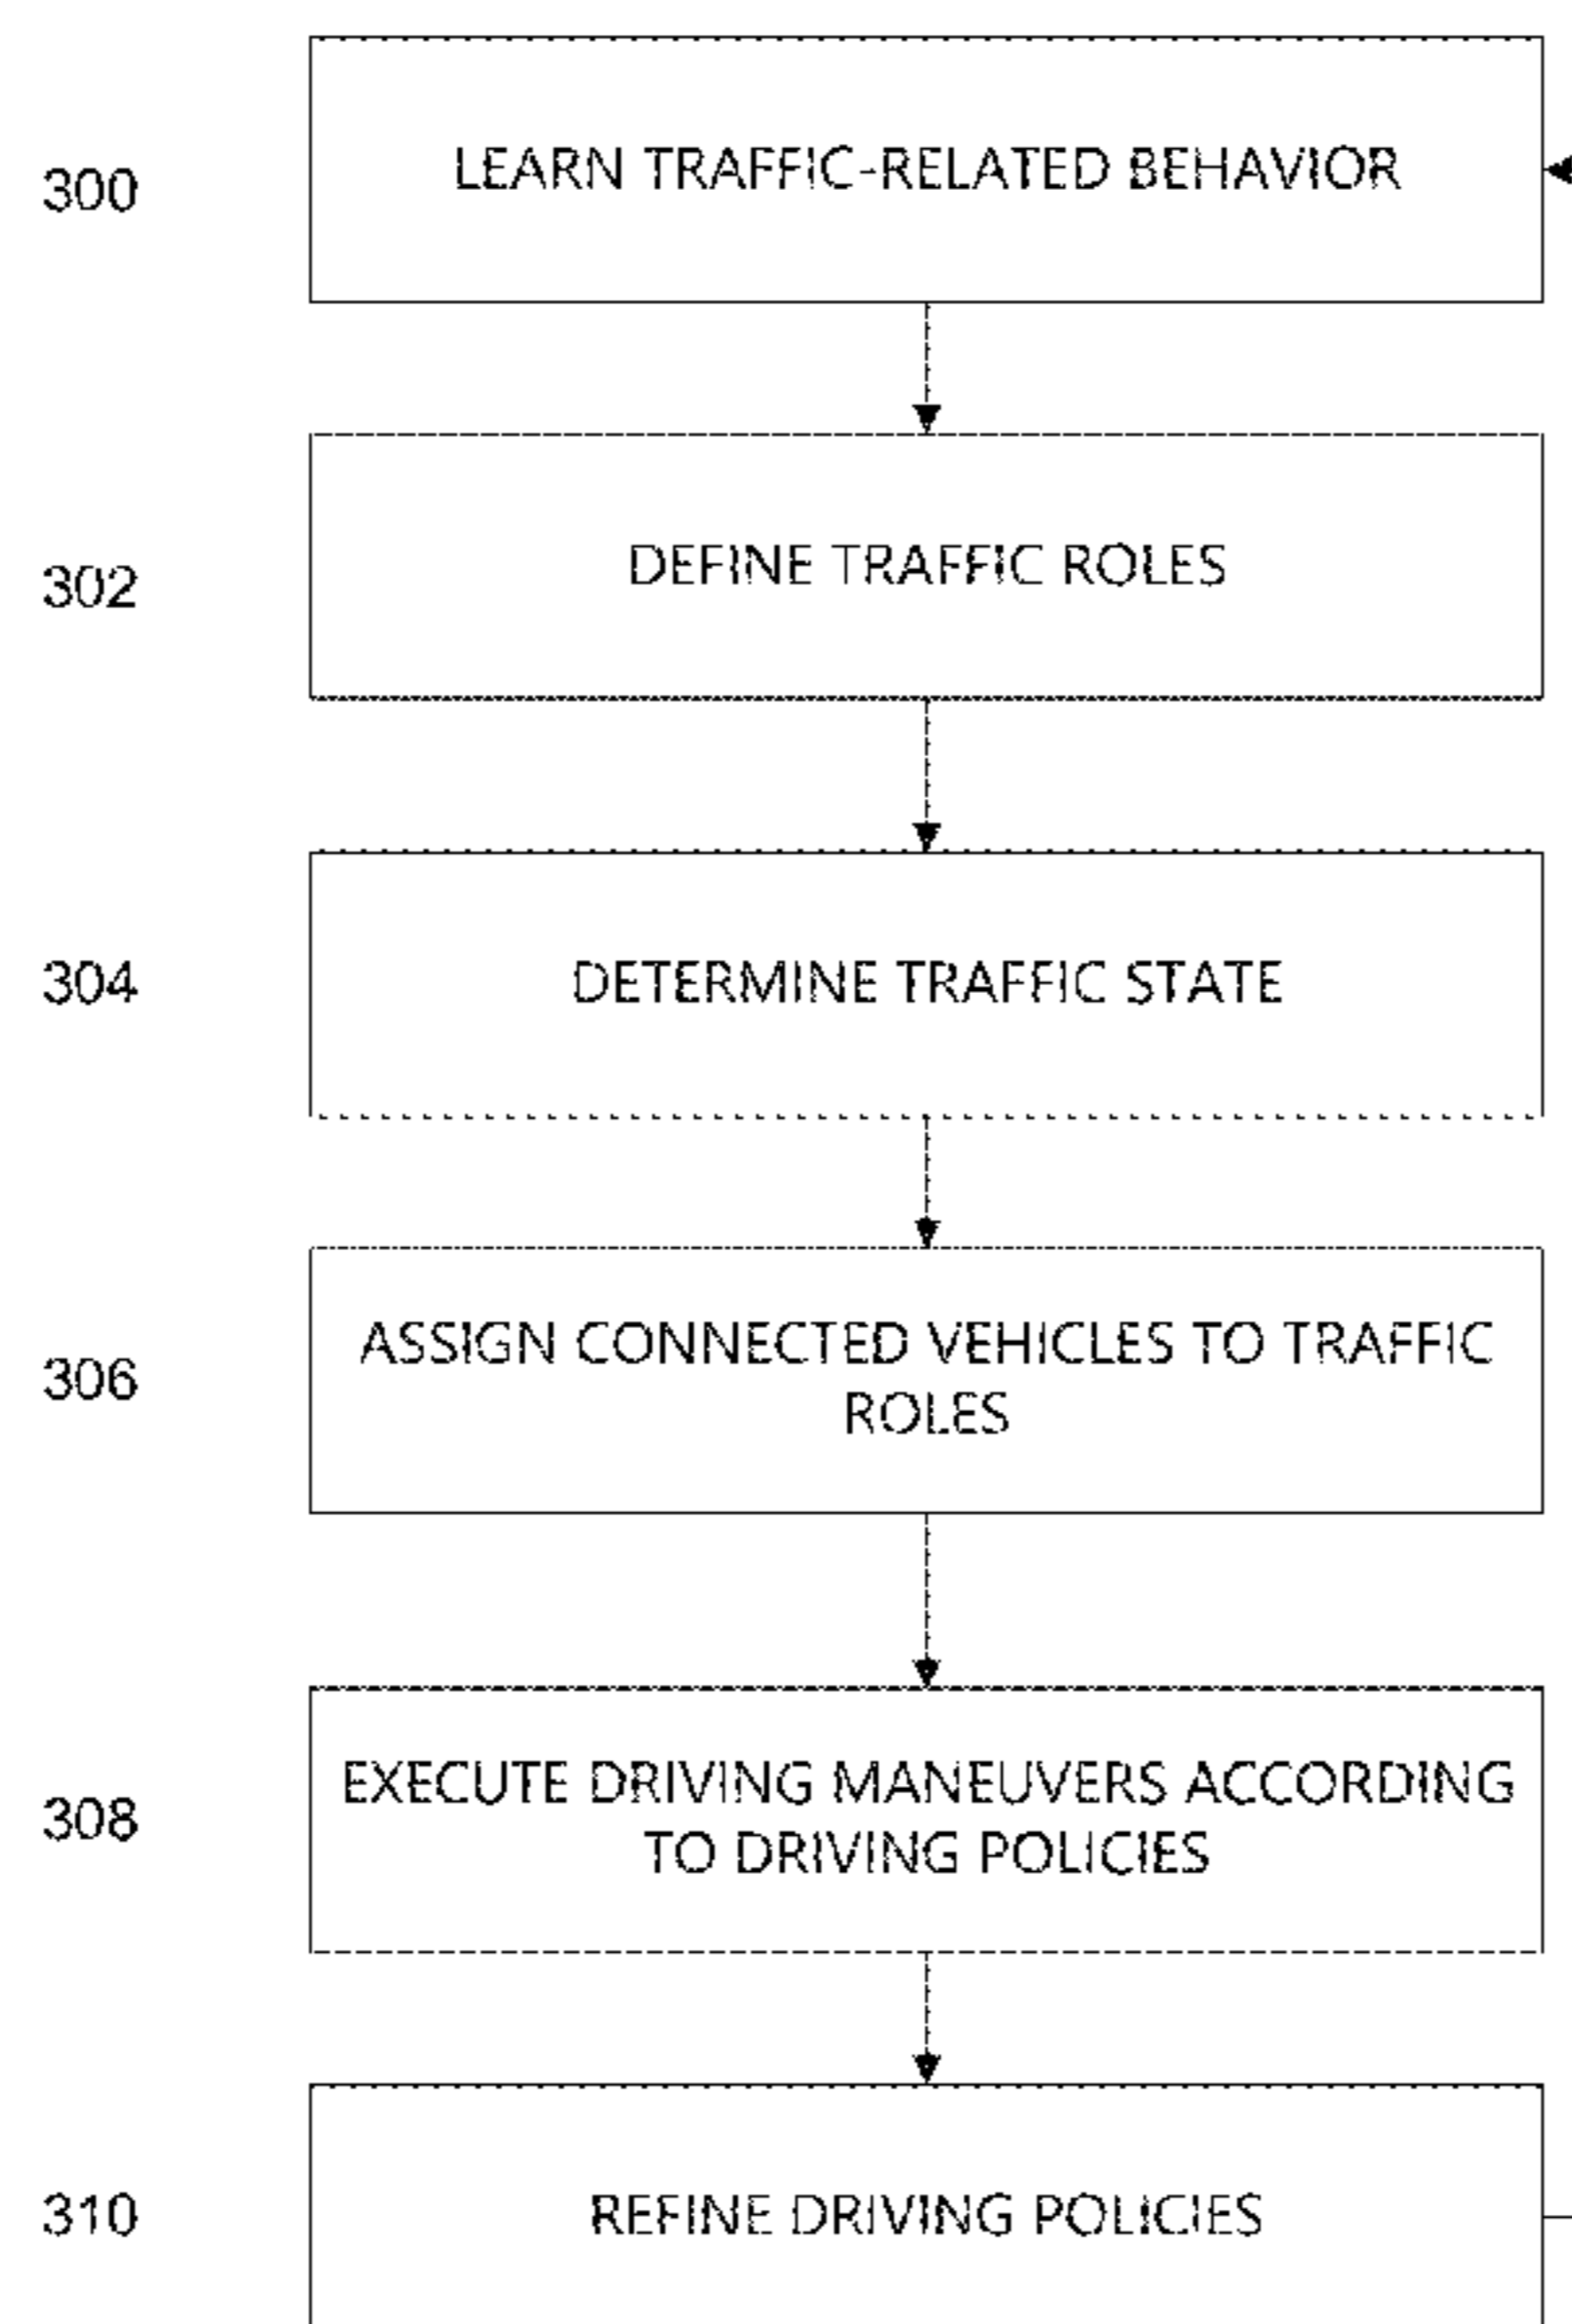 300
LEARN TRAFFIC-RELATED BEHAVIOR
302
DEFINE TRAFFIC ROLES
304
DETERMINE TRAFFIC STATE
306
ASSIGN CONNECTED VEHICLES TO TRAFFIC
ROLES
308
EXECUTE DRIVING MANEUVERS ACCORDING
TO DRIVING POLICIES
310
REFINE DRIVING POLICIES